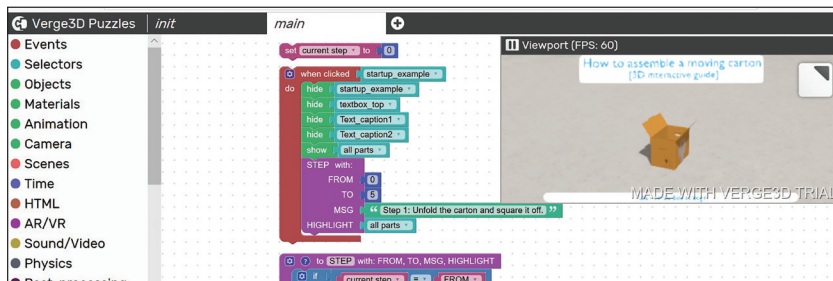 Verge3D Puzzles init main
Events
Selectors
Objects
Materials
Animation
Camera
Scenes
Time
HTML
AR/VR
Sound/Video
Physics
set current step to 0
when clicked startup_example
do hide startup_example
hide textbox_top
hide Text_caption1
hide Text_caption2
show all parts
STEP with:
FROM 0
TO 5
MSG “ Step 1: Unfold the carton and square it off. ”
HIGHLIGHT all parts
? to STEP with: FROM, TO, MSG, HIGHLIGHT
if current step = FROM
Viewport (FPS: 60)
How to assemble a moving carton
[3D interactive guide]
MADE WITH VERGE3D TRIAL